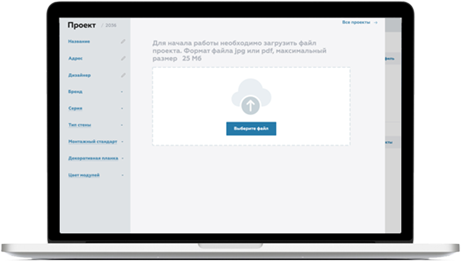 Проект / 2036
Все проекты
Название
Адрес
Дизайнер
Бренд
Серия
Тип стены
Монтажный стандарт
Декоративная планка
Цвет модулей
Для начала работы необходимо загрузить файл
проекта. Формат файла jpg или pdf, максимальный
размер 25 Мб
Выберите файл